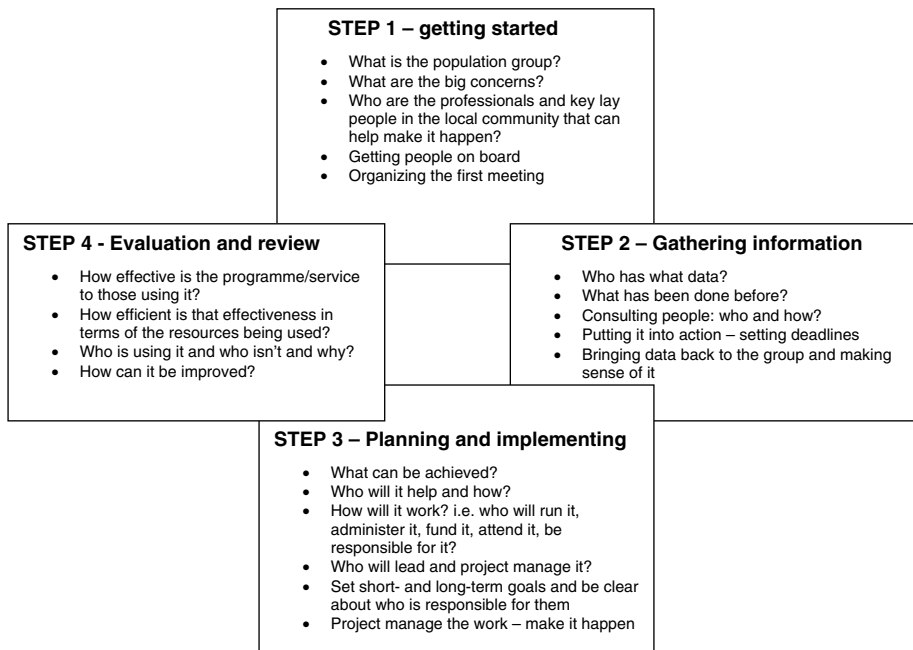 STEP 1 – getting started
• What is the population group?
• What are the big concerns?
• Who are the professionals and key lay
people in the local community that can
help make it happen?
• Getting people on board
• Organizing the first meeting
STEP 2 – Gathering information
• Who has what data?
• What has been done before?
• Consulting people: who and how?
• Putting it into action – setting deadlines
• Bringing data back to the group and making
sense of it
STEP 3 – Planning and implementing
• What can be achieved?
• Who will it help and how?
• How will it work? i.e. who will run it,
administer it, fund it, attend it, be
responsible for it?
• Who will lead and project manage it?
• Set short- and long-term goals and be clear
about who is responsible for them
• Project manage the work – make it happen
STEP 4 - Evaluation and review
• How effective is the programme/service
to those using it?
• How efficient is that effectiveness in
terms of the resources being used?
• Who is using it and who isn't and why?
• How can it be improved?